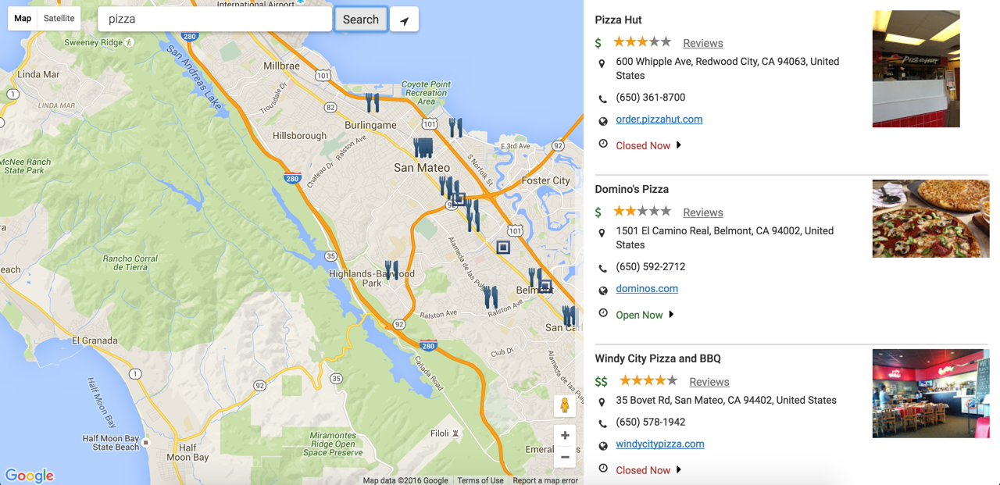 International Airport
Map
Satellite
pizza
Search
280
Sweeney Ridge
San Andreas Lake
Millbrae
101
Linda Mar
1
LINDA MAR
Trousdale Dr
82
Coyote Point
Recreation
Area
Burlingame
101
Hillsborough
Ralston Ave
E 3rd Ave
92
McNee Ranch
State Park
Chateau Dr
San Mateo
S Norfolk St
280
Foster City
92
101
Rancho Corral
de Tierra
35
Alameda de las Pulgas
Highlands-Baywood
Park
Belmont
Ralston Ave
Ralston Ave
92
San Carl
El Granada
280
Club Dr
1
35
92
Cañada Road
Alameda de las Pulg
Half Moon Bay
Filoli
Half Moon Bay
State Beach
Half
Moon Bay
Miramontes
Ridge Open
Space Preserve
Emeral
Google
Map data ©2016 Google
Terms of Use
Report a map error
Pizza Hut
$
Reviews
600 Whipple Ave, Redwood City, CA 94063, United
States
(650) 361-8700
order.pizzahut.com
Closed Now
Pizza Hut
Domino's Pizza
$
Reviews
1501 El Camino Real, Belmont, CA 94002, United
States
(650) 592-2712
dominos.com
Open Now
Windy City Pizza and BBQ
$$
Reviews
35 Bovet Rd, San Mateo, CA 94402, United States
(650) 578-1942
windycitypizza.com
Closed Now